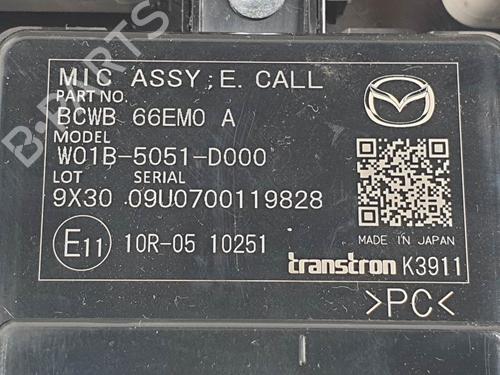 MIC ASSY ; E. CALL
PART NO.
BCWB 66EM0 A
MODEL
W01B-5051-D000
LOT SERIAL
9X30 09U0700119828
E11 10R-05 10251
MADE IN JAPAN
transtron K3911
>PC<
B-PARTS